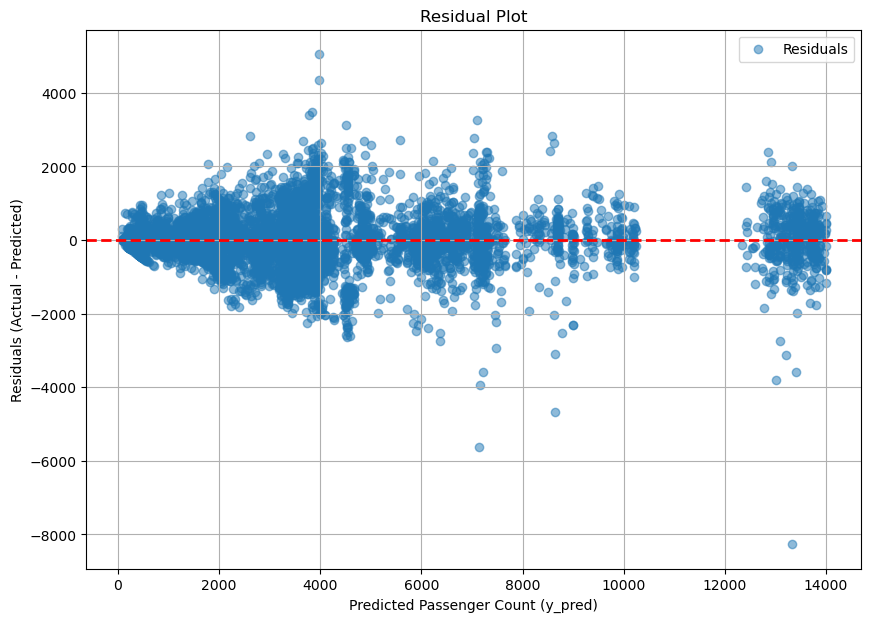 Residual Plot
Residuals
Residuals (Actual - Predicted)
4000
2000
0
−2000
−4000
−6000
−8000
0 2000 4000 6000 8000 10000 12000 14000
Predicted Passenger Count (y_pred)